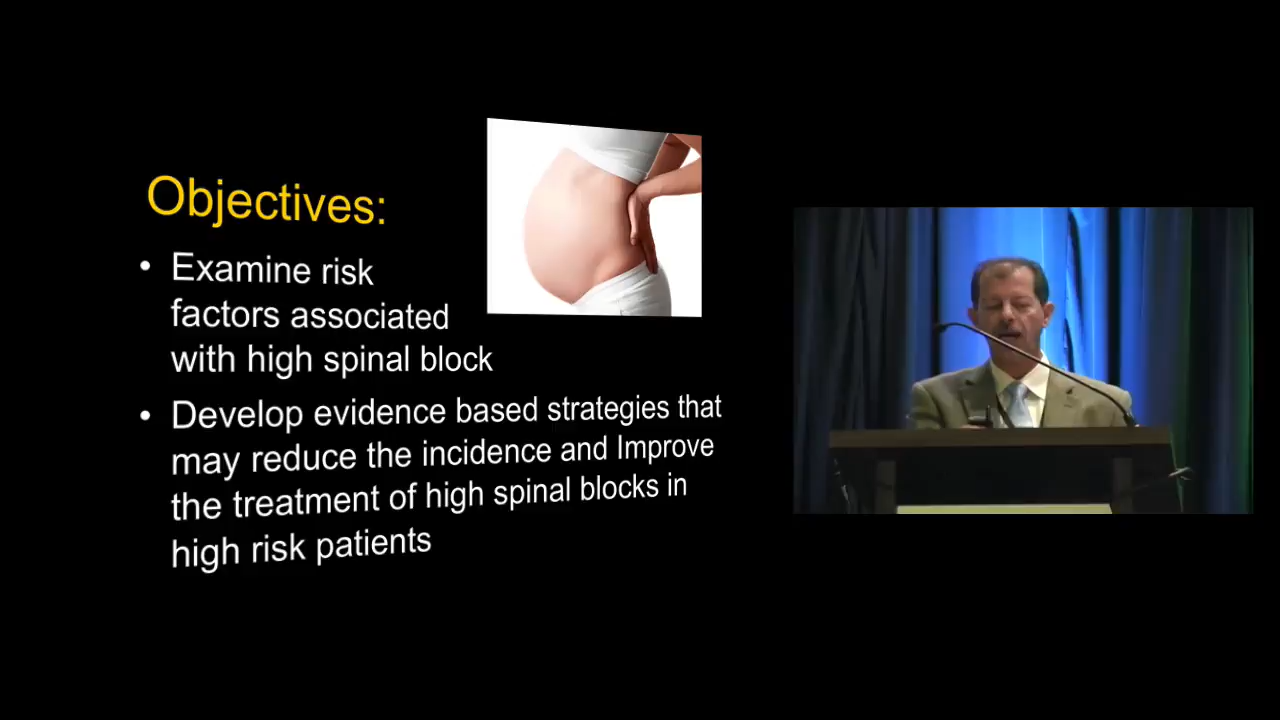 Objectives:
• Examine risk
factors associated
with high spinal block
• Develop evidence based strategies that
may reduce the incidence and Improve
the treatment of high spinal blocks in
high risk patients